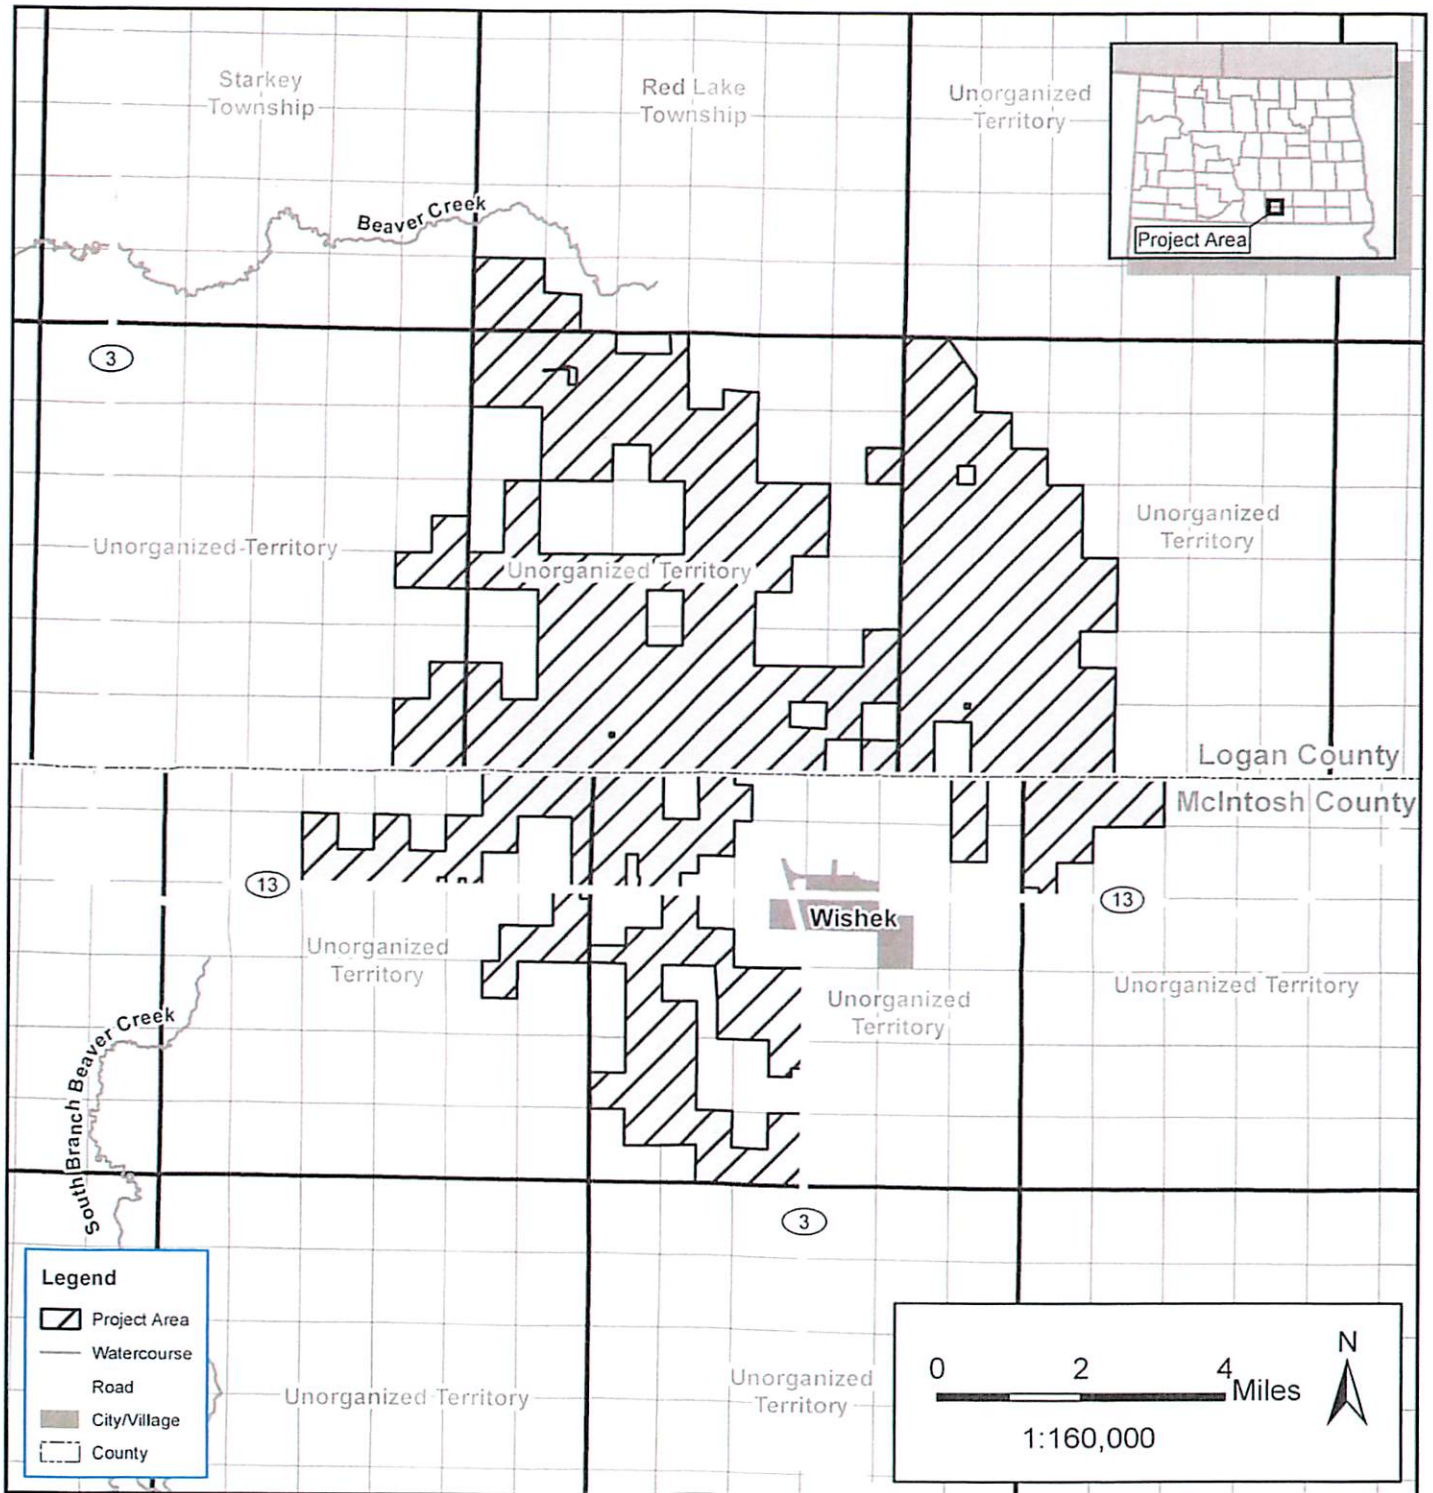 Starkey
Township
Red Lake
Township
Unorganized
Territory
Project Area
Beaver Creek
3
Unorganized Territory
Unorganized Territory
Unorganized
Territory
Logan County
McIntosh County
13
13
Wishek
Unorganized
Territory
Unorganized
Territory
Unorganized Territory
South Branch Beaver Creek
3
Legend
Project Area
Watercourse
Road
City/Village
County
Unorganized Territory
Unorganized
Territory
0 2 4
Miles
1:160,000
N